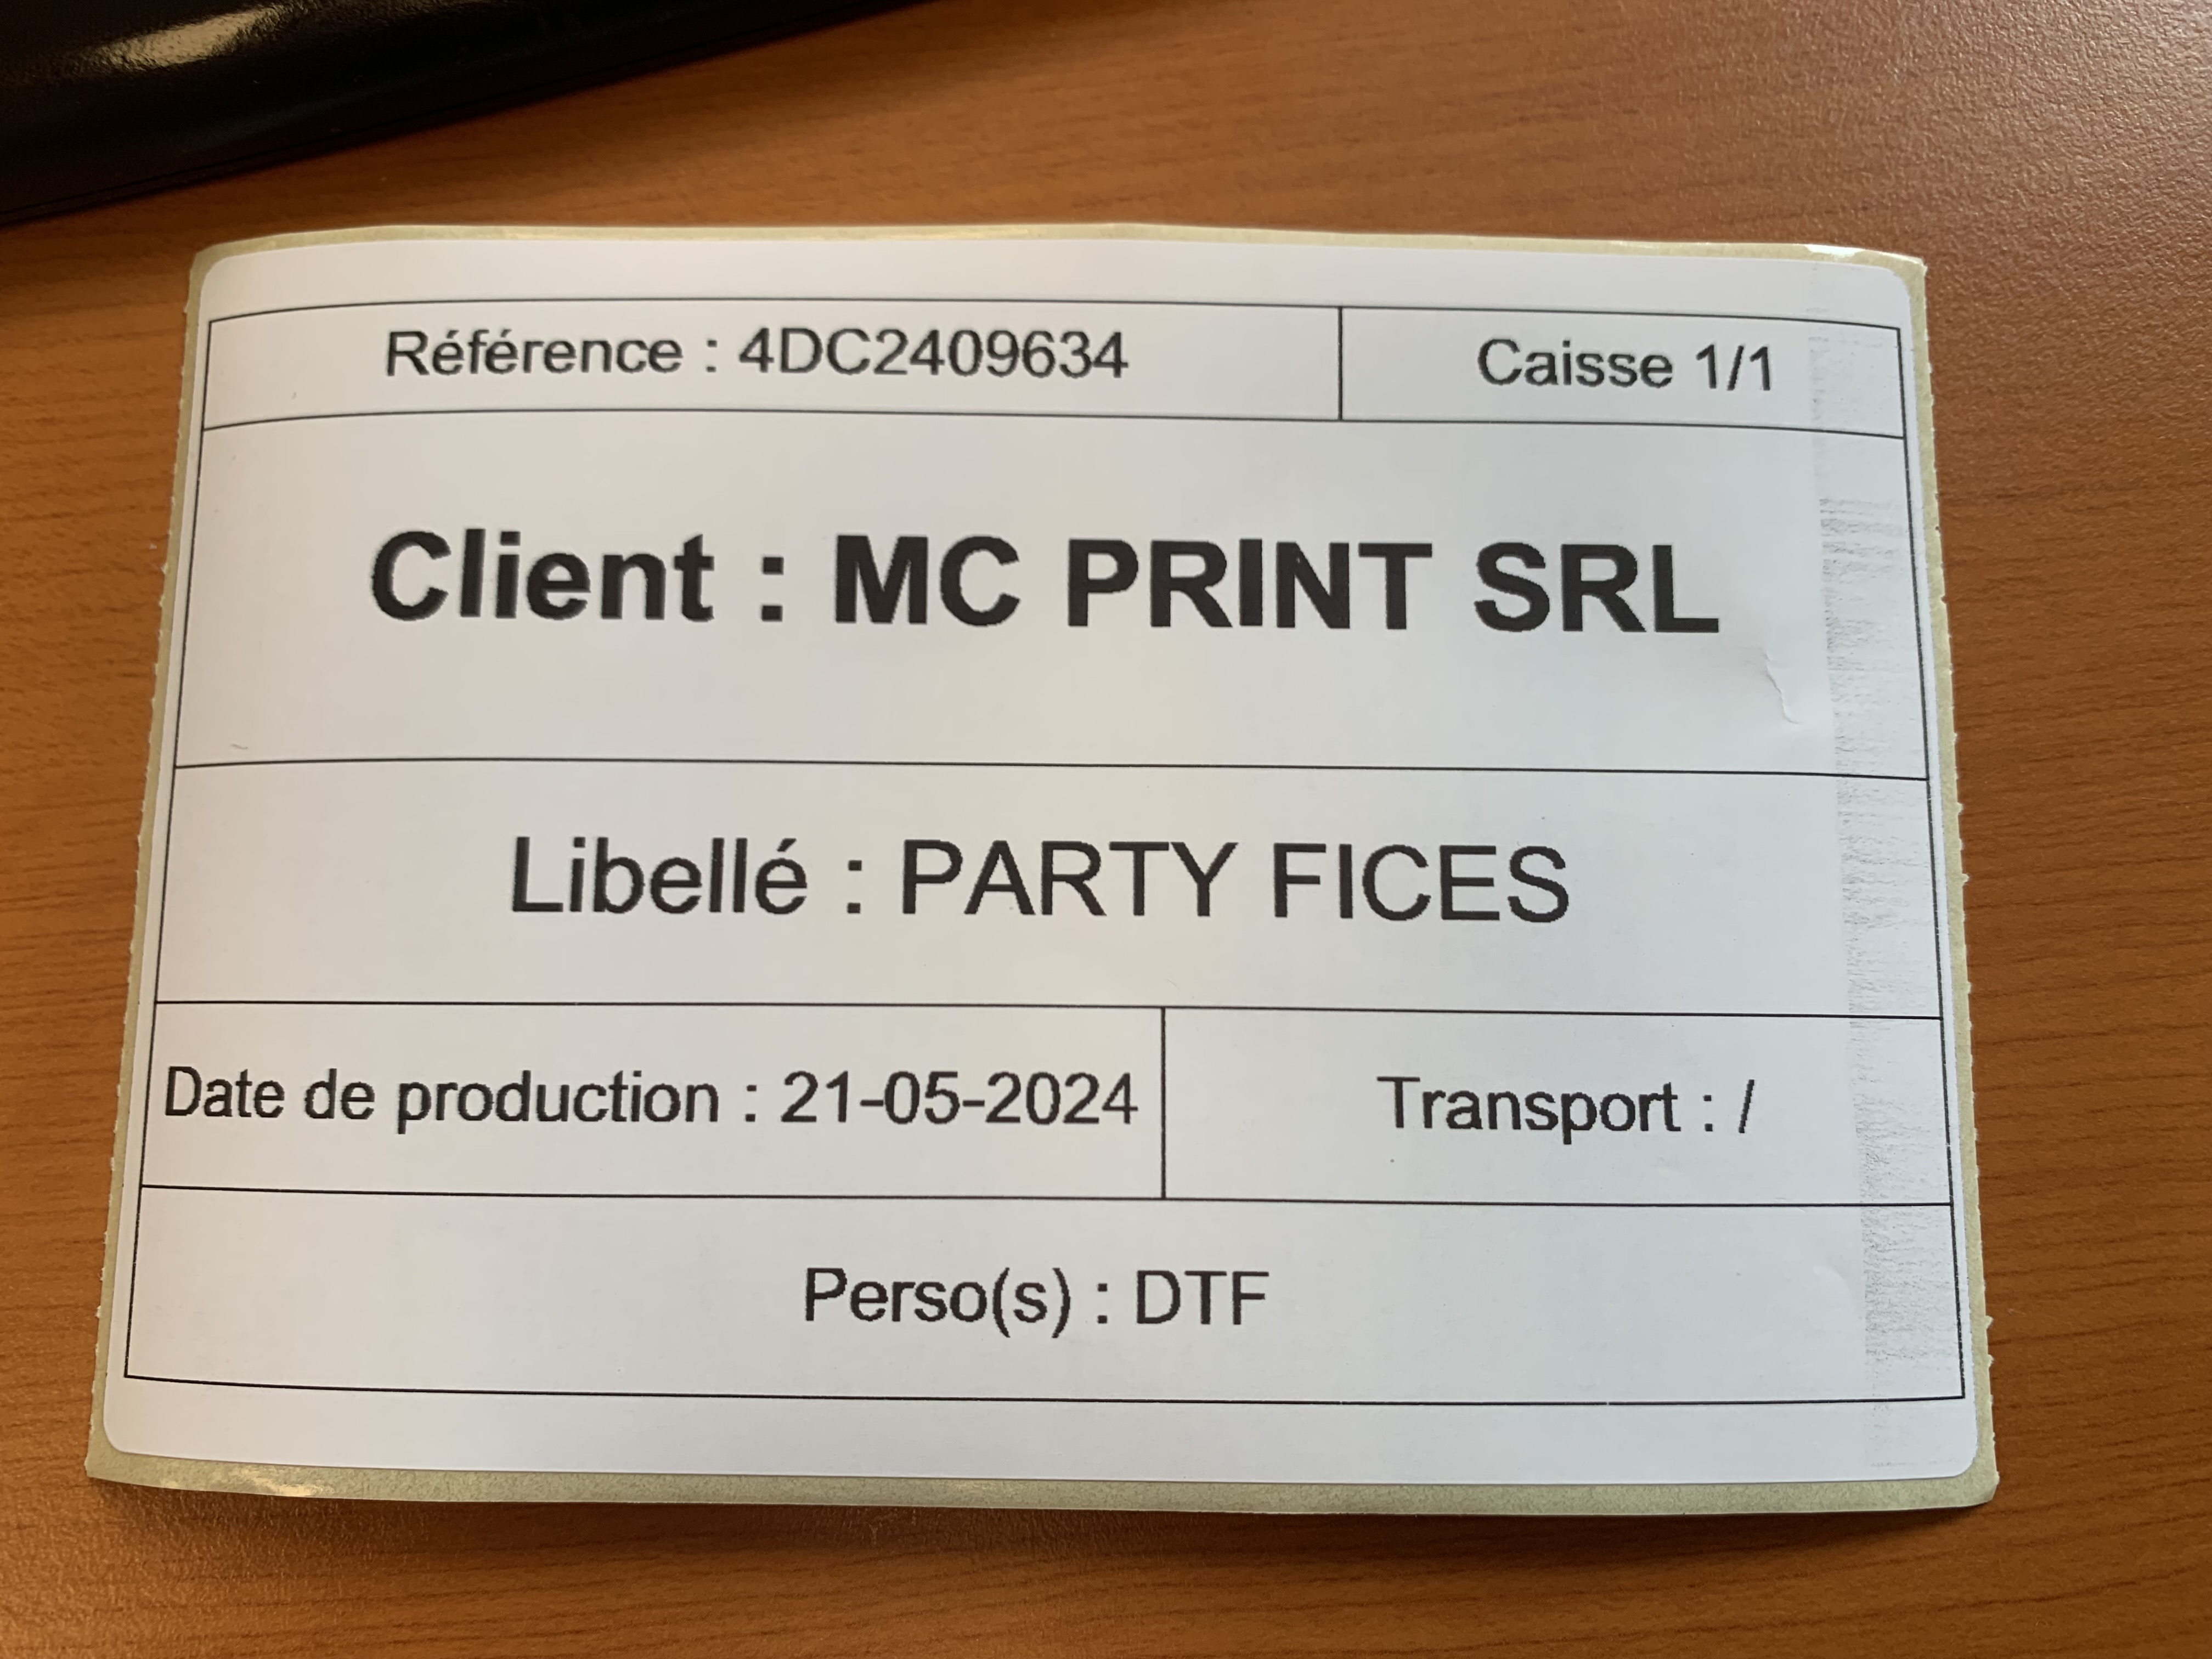 Référence : 4DC2409634
Caisse 1/1
Client : MC PRINT SRL
Libellé : PARTY FICES
Date de production : 21-05-2024
Transport : /
Perso(s) : DTF